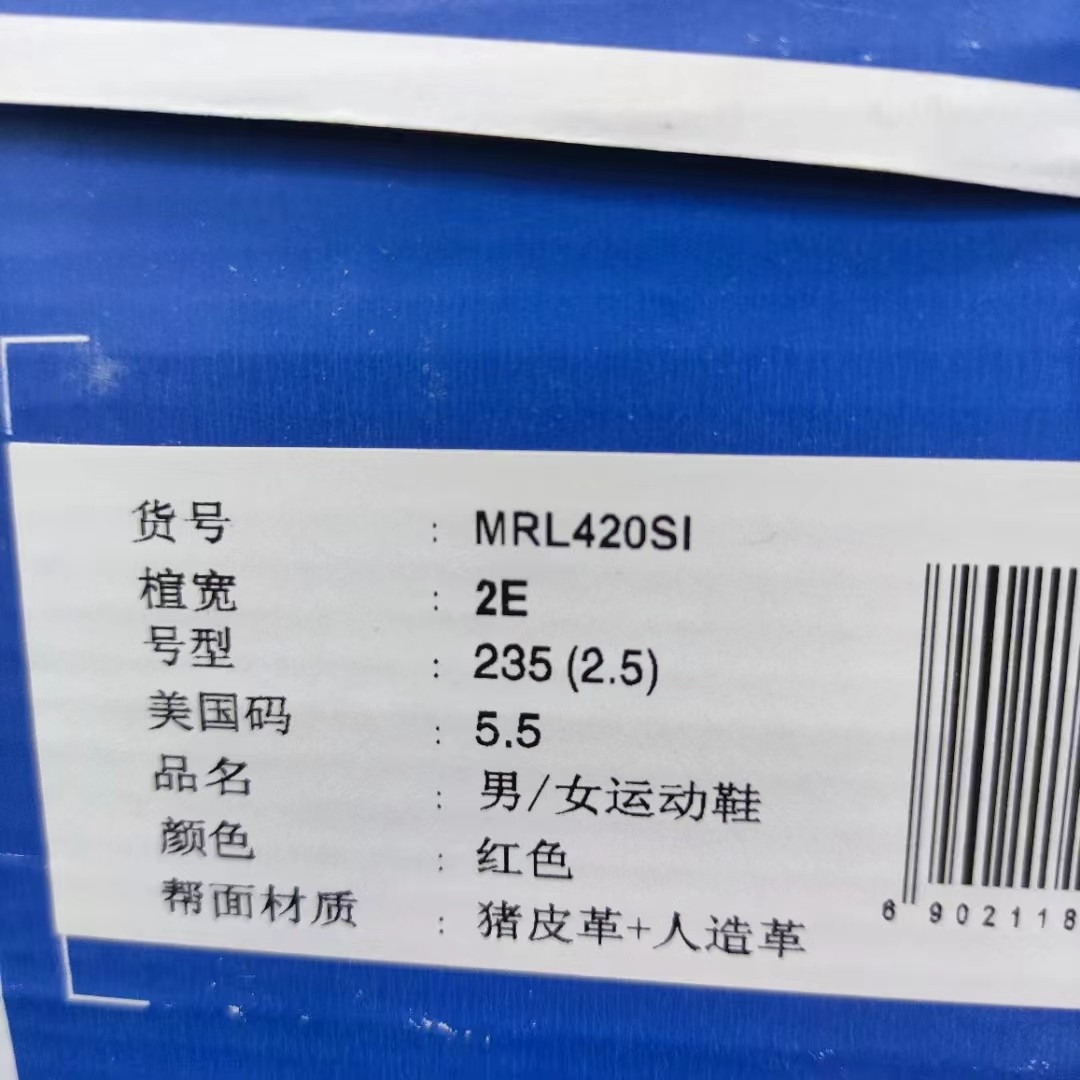 货号 : MRL420SI
楦宽 : 2E
号型 : 235 (2.5)
美国码 : 5.5
品名 : 男/女运动鞋
颜色 : 红色
帮面材质 : 猪皮革+人造革
6 902118